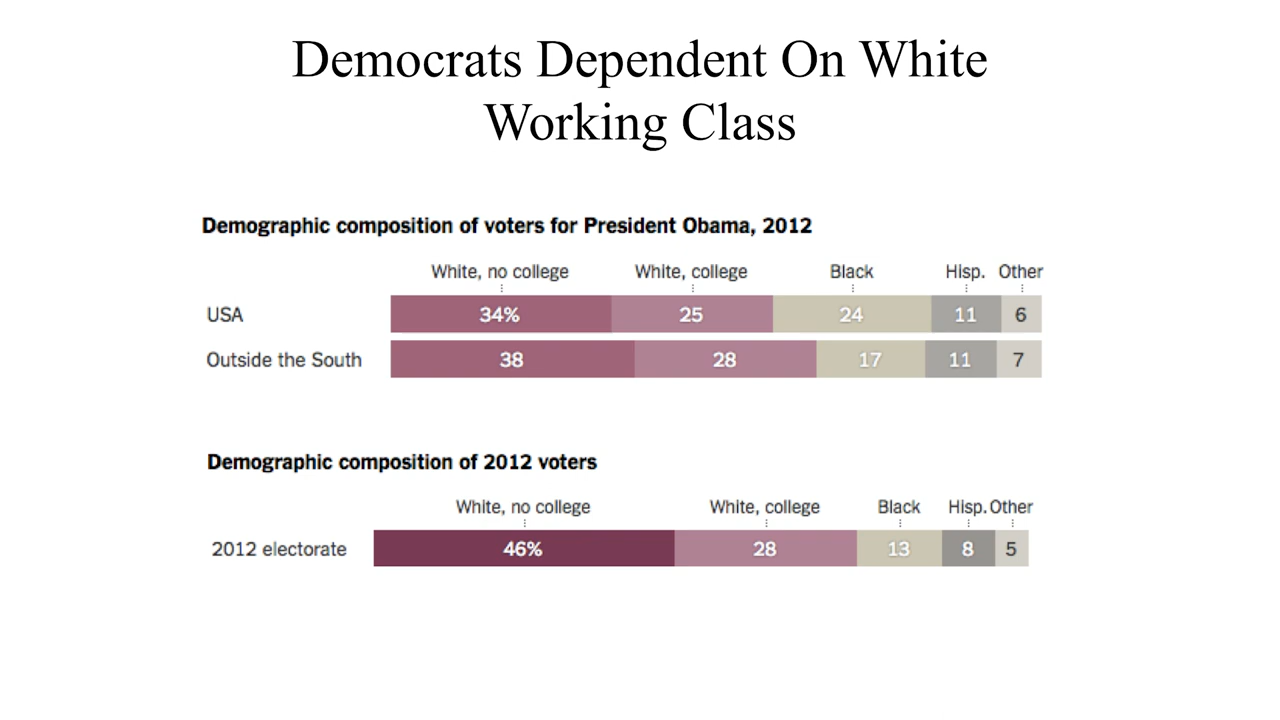 Democrats Dependent On White
Working Class
Demographic composition of voters for President Obama, 2012
White, no college White, college Black Hisp. Other
USA 34% 25 24 11 6
Outside the South 38 28 17 11 7
Demographic composition of 2012 voters
White, no college White, college Black Hisp. Other
2012 electorate 46% 28 13 8 5